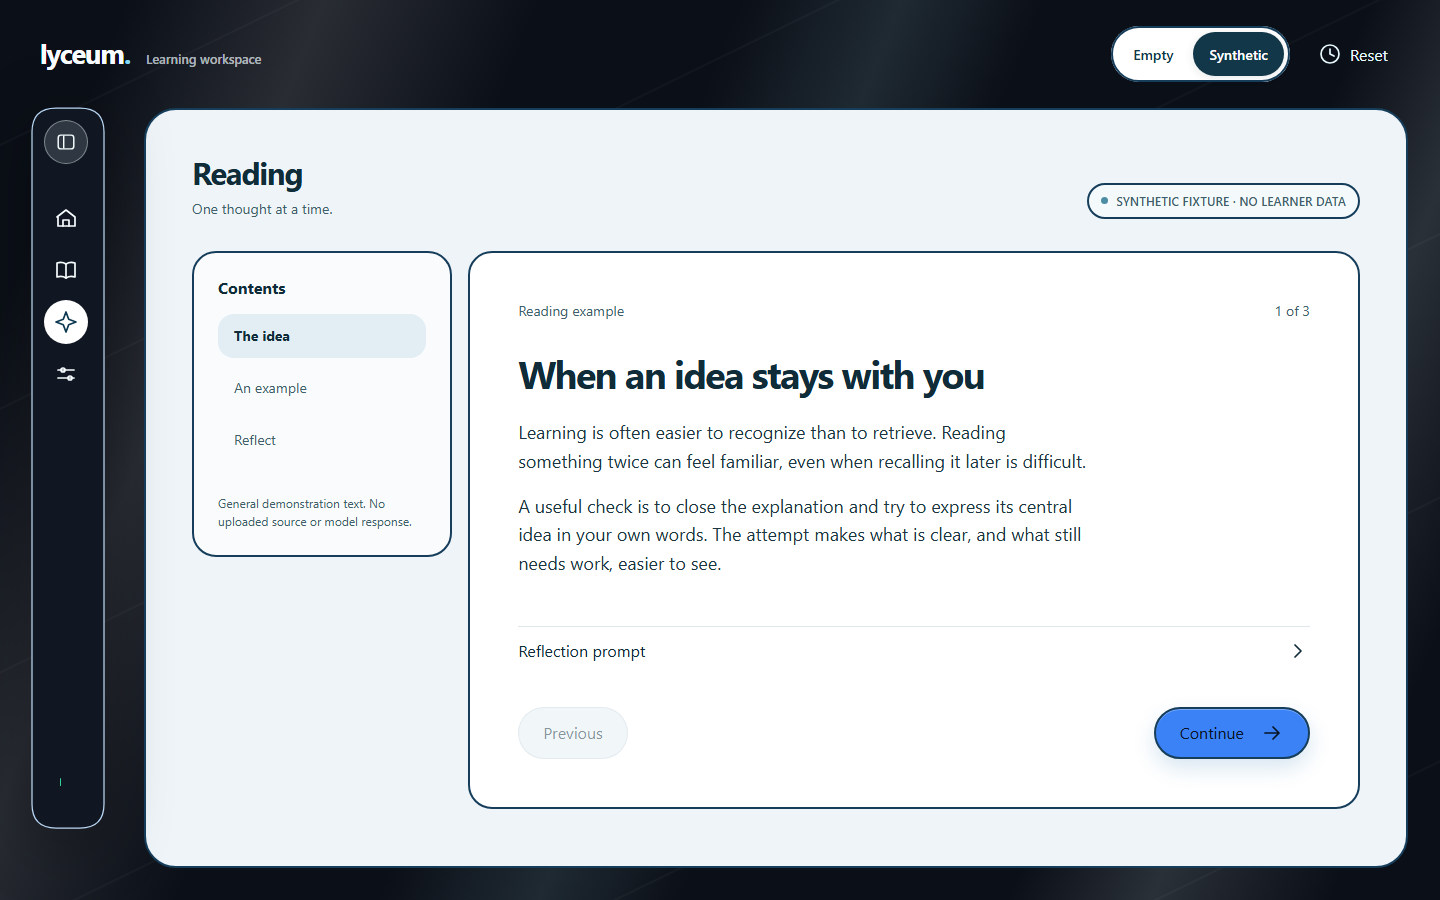 lyceum.
Learning workspace
Empty
Synthetic
Reset
Reading
One thought at a time.
SYNTHETIC FIXTURE · NO LEARNER DATA
Contents
The idea
An example
Reflect
General demonstration text. No
uploaded source or model response.
Reading example
1 of 3
When an idea stays with you
Learning is often easier to recognize than to retrieve. Reading
something twice can feel familiar, even when recalling it later is difficult.
A useful check is to close the explanation and try to express its central
idea in your own words. The attempt makes what is clear, and what still
needs work, easier to see.
Reflection prompt
Previous
Continue